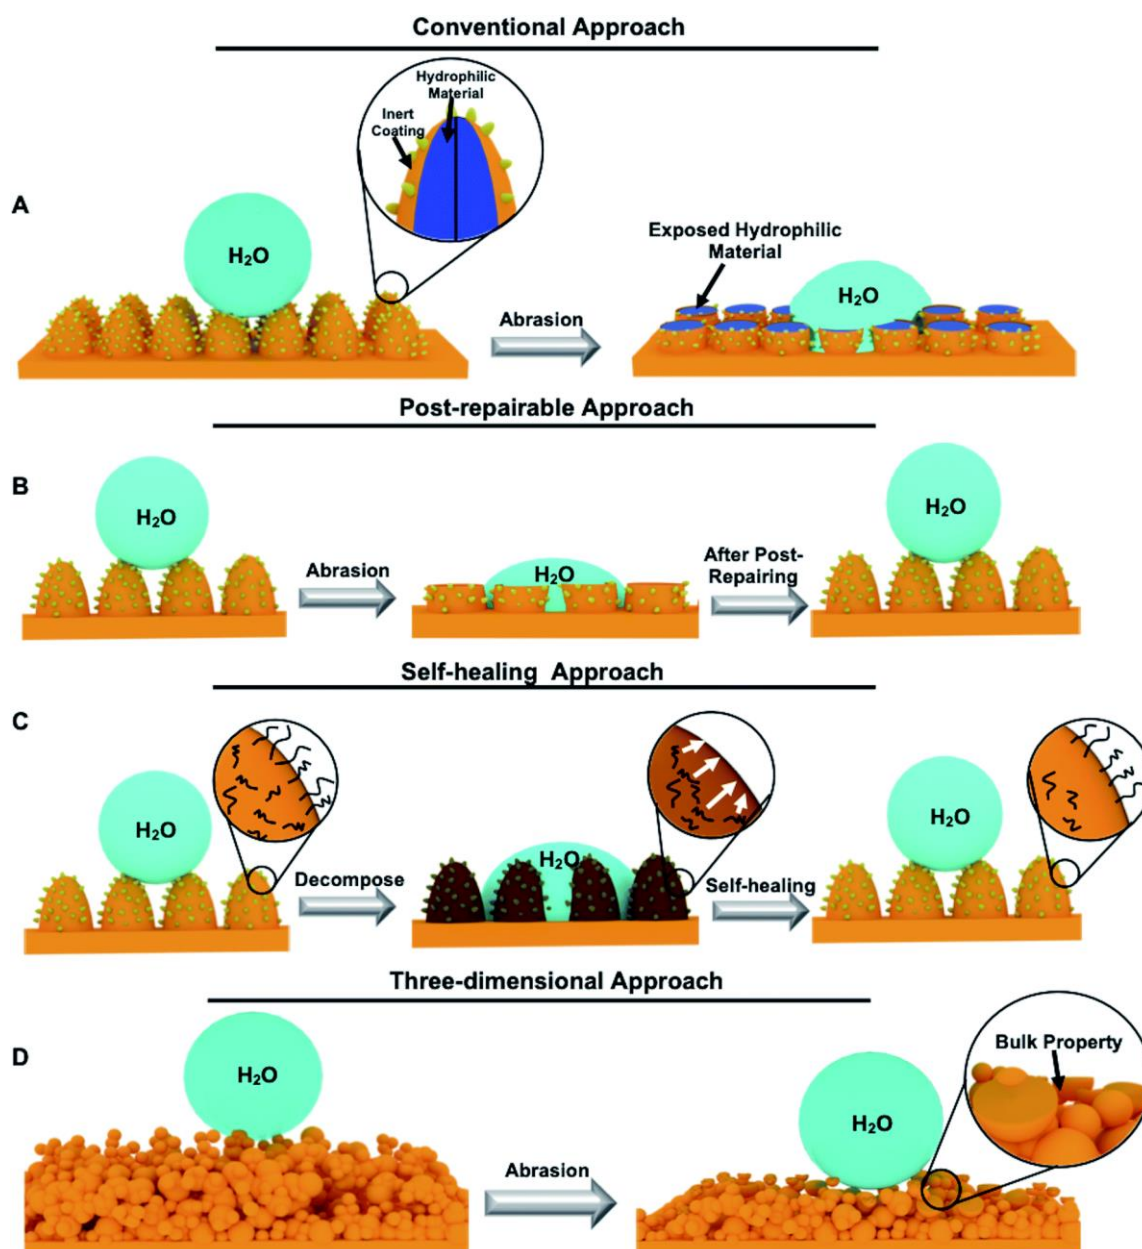 Conventional Approach
Hydrophilic
Material
Inert
Coating
A
H₂O
Exposed Hydrophilic
Material
H₂O
Abrasion
Post-repairable Approach
B
H₂O
Abrasion
H₂O
After Post-
Repairing
H₂O
Self-healing Approach
C
H₂O
Decompose
H₂O
Self-healing
H₂O
Three-dimensional Approach
D
H₂O
Abrasion
H₂O
Bulk Property